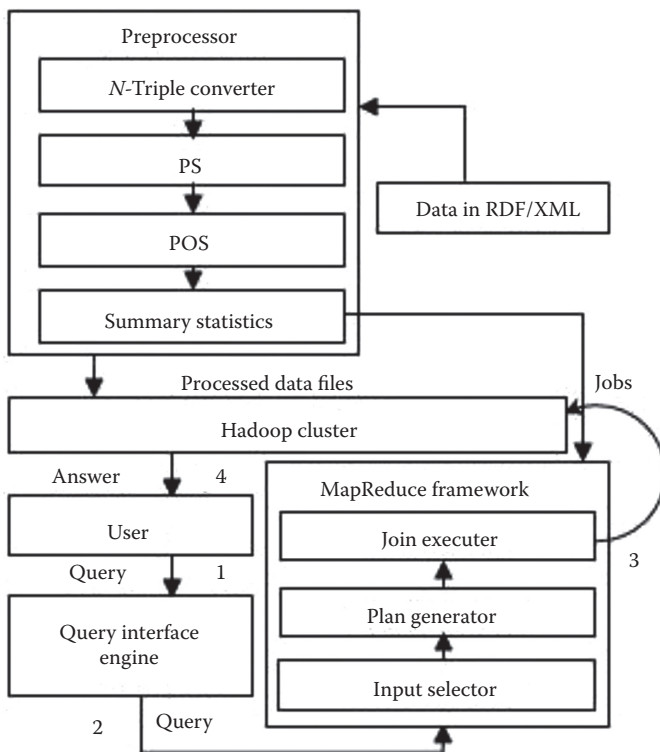 Preprocessor
N-Triple converter
PS
Data in RDF/XML
POS
Summary statistics
Processed data files
Jobs
Hadoop cluster
Answer 4
MapReduce framework
User
Join executer
3
Query 1
Plan generator
Query interface
engine
Input selector
2 Query